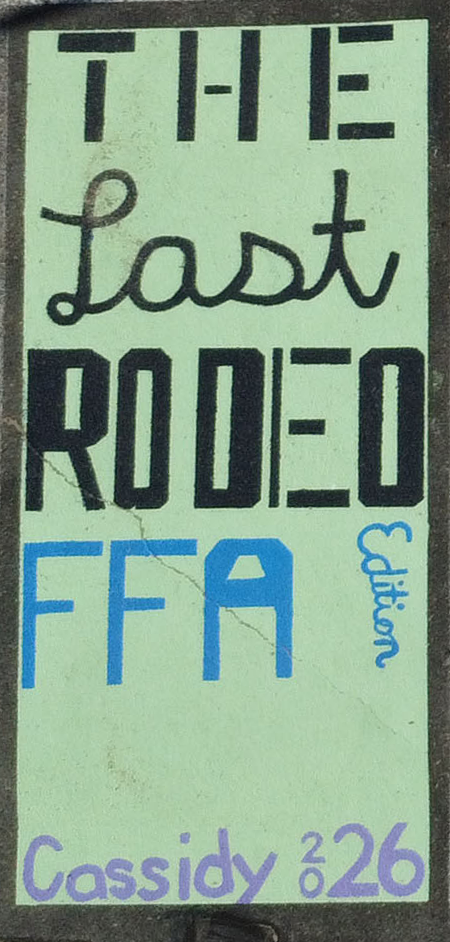 THE
Last
RODEO
FFA Edition
Cassidy 2026